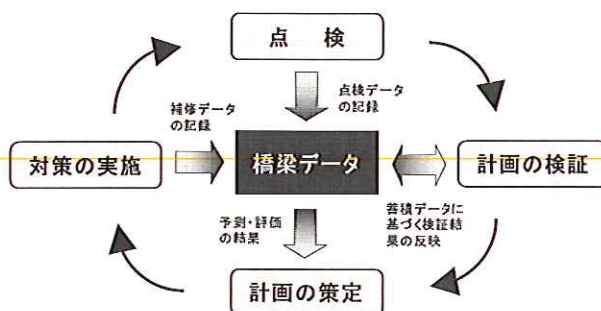 点 検
補修データ
の記録
点検データ
の記録
対策の実施
橋梁データ
計画の検証
予測・評価
の結果
蓄積データに
基づく検証結
果の反映
計画の策定